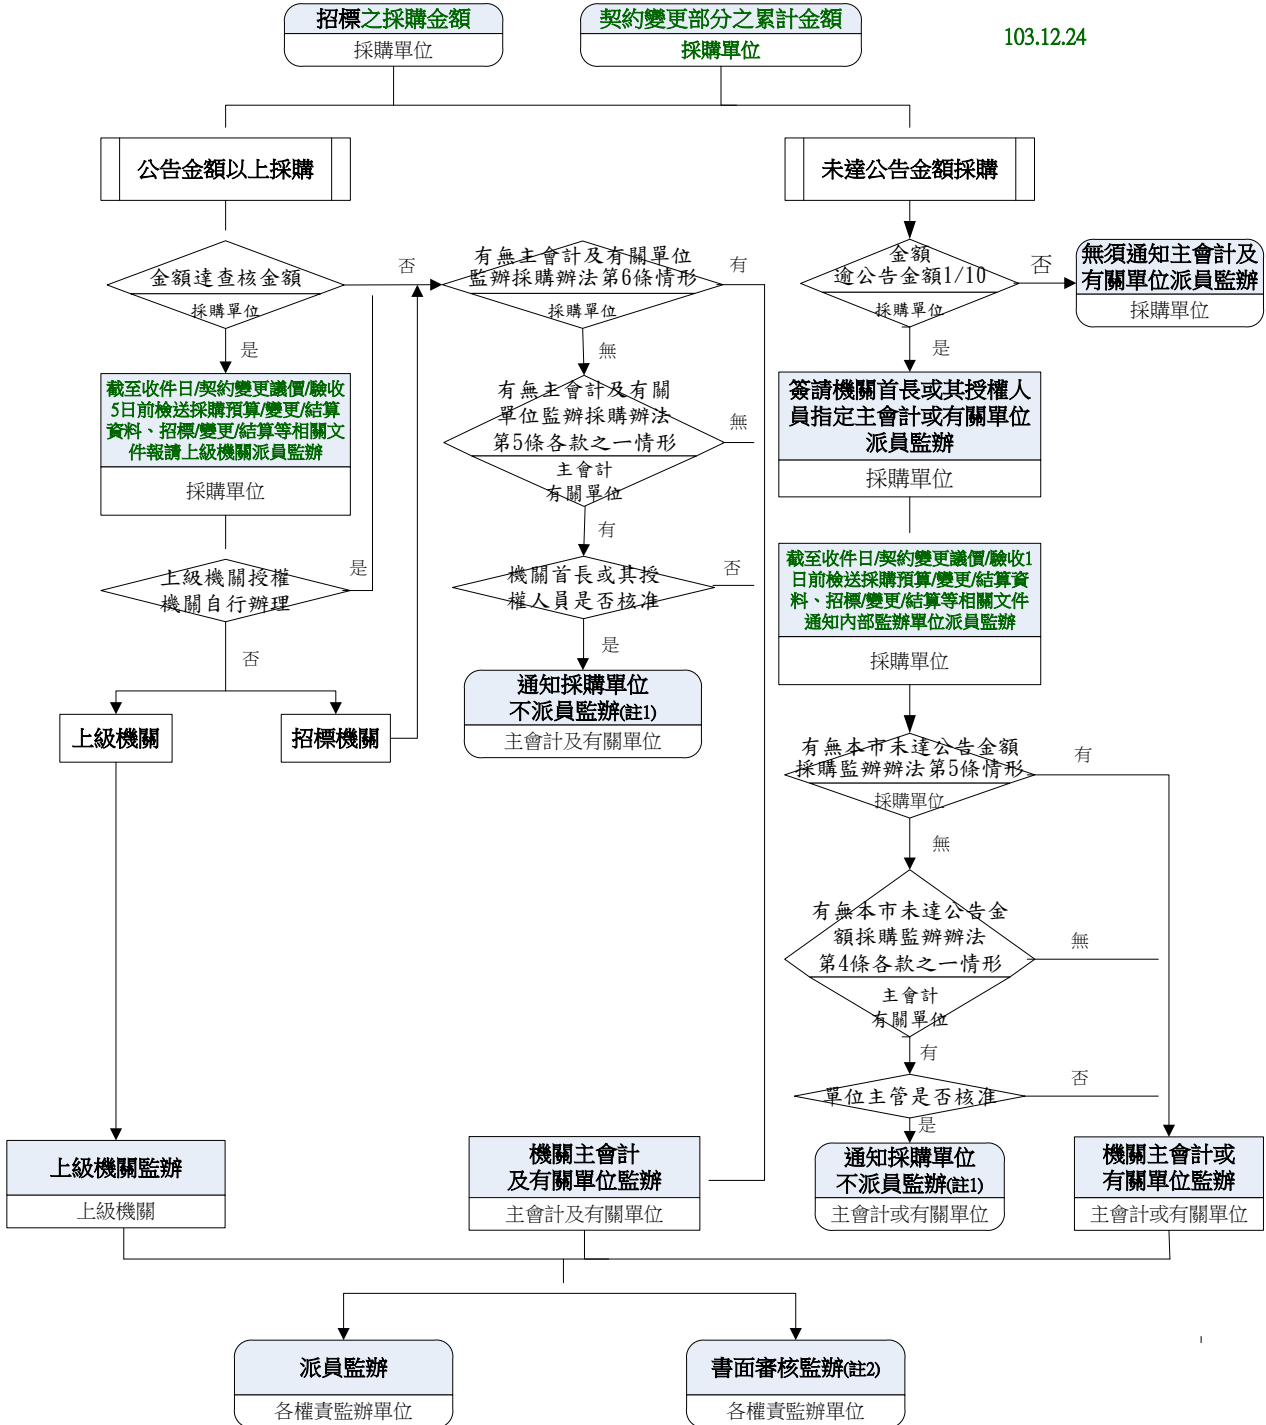 招標之採購金額
採購單位
契約變更部分之累計金額
採購單位
103.12.24
公告金額以上採購
未達公告金額採購
金額達查核金額
採購單位
否
是
有無主會計及有關單位
監辦採購辦法第6條情形
採購單位
有
無
金額
逾公告金額1/10
採購單位
否
是
無須通知主會計及
有關單位派員監辦
採購單位
截至收件日/契約變更議價/驗收
5日前檢送採購預算/變更/結算
資料、招標/變更/結算等相關文
件報請上級機關派員監辦
採購單位
有無主會計及有關
單位監辦採購辦法
第5條各款之一情形
主會計
有關單位
無
有
簽請機關首長或其授權人
員指定主會計或有關單位
派員監辦
採購單位
上級機關授權
機關自行辦理
是
否
機關首長或其授
權人員是否核准
否
是
截至收件日/契約變更議價/驗收1
日前檢送採購預算/變更/結算資
料、招標/變更/結算等相關文件
通知內部監辦單位派員監辦
採購單位
上級機關
招標機關
通知採購單位
不派員監辦(註1)
主會計及有關單位
有無本市未達公告金額
採購監辦辦法第5條情形
採購單位
有
無
有無本市未達公告金
額採購監辦辦法
第4條各款之一情形
主會計
有關單位
無
有
單位主管是否核准
否
是
上級機關監辦
上級機關
機關主會計
及有關單位監辦
主會計及有關單位
通知採購單位
不派員監辦(註1)
主會計或有關單位
機關主會計或
有關單位監辦
主會計或有關單位
派員監辦
各權責監辦單位
書面審核監辦(註2)
各權責監辦單位